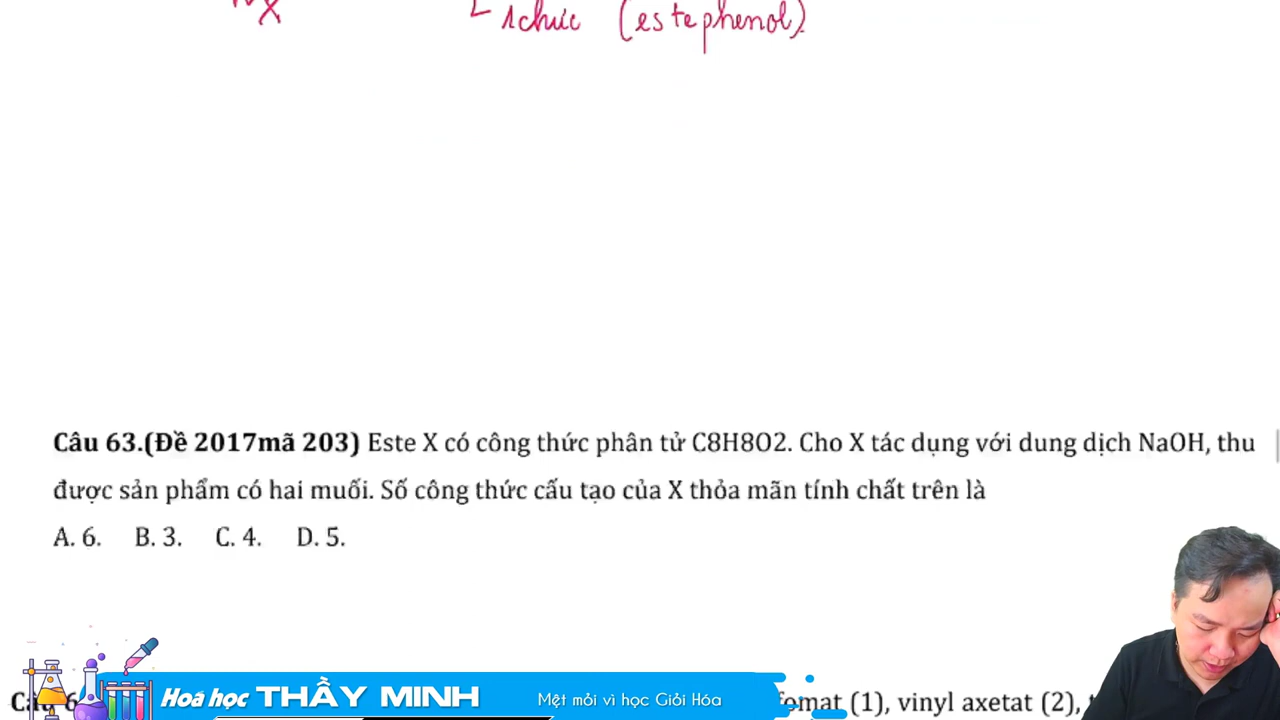 1chức (estephenol).
Câu 63.(Đề 2017mã 203) Este X có công thức phân tử C8H8O2. Cho X tác dụng với dung dịch NaOH, thu
được sản phẩm có hai muối. Số công thức cấu tạo của X thỏa mãn tính chất trên là
A. 6. B. 3. C. 4. D. 5.
Hoá học THẦY MINH
Mệt mỏi vì học Giỏi Hóa
(1), vinyl axetat (2),